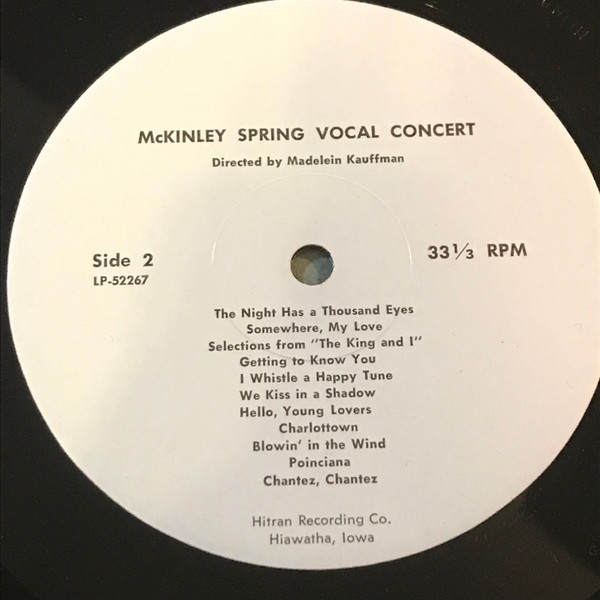 McKINLEY SPRING VOCAL CONCERT
Directed by Madelein Kauffman
Side 2
LP-52267
33 1/3 RPM
The Night Has a Thousand Eyes
Somewhere, My Love
Selections from "The King and I"
Getting to Know You
I Whistle a Happy Tune
We Kiss in a Shadow
Hello, Young Lovers
Charlottown
Blowin' in the Wind
Poinciana
Chantez, Chantez
Hitran Recording Co.
Hiawatha, Iowa